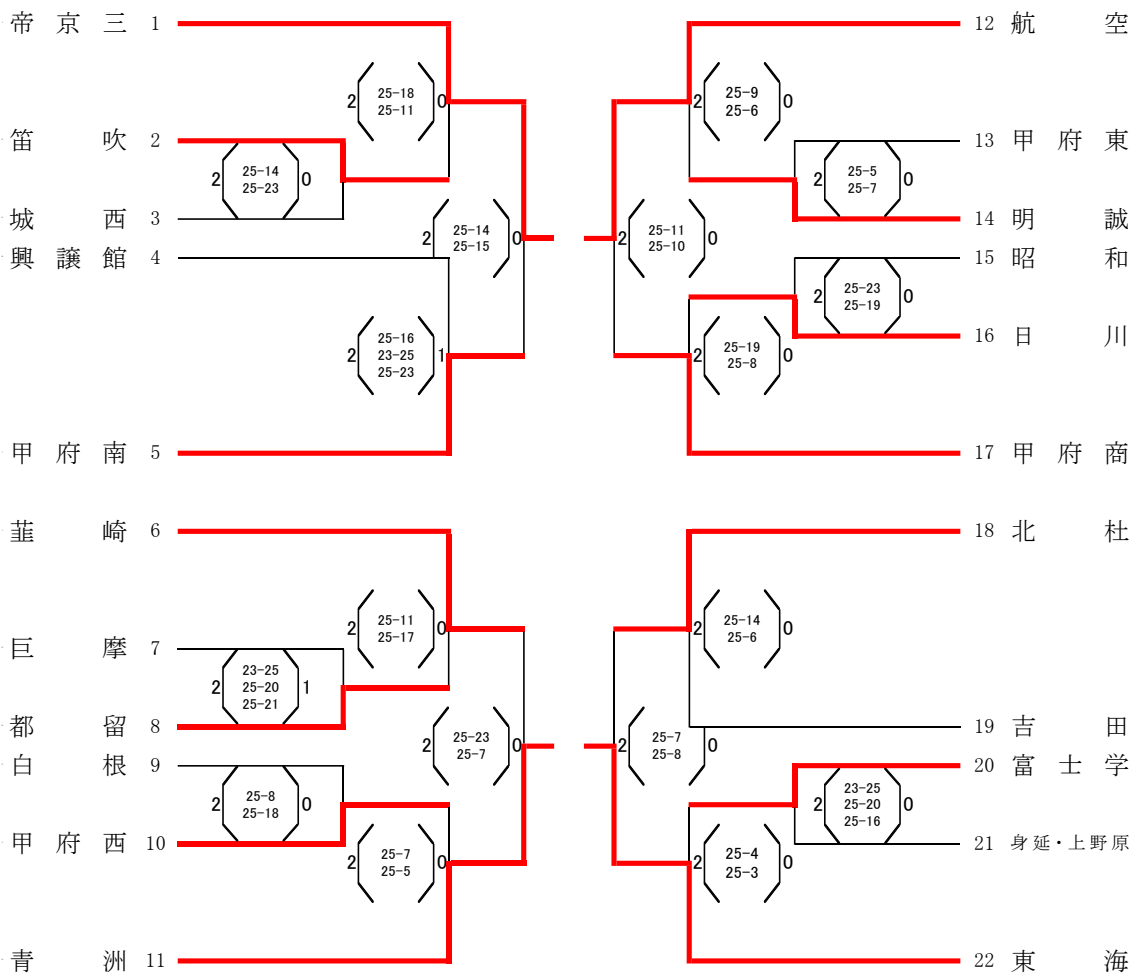 帝京三 1
12 航空
2 25-18 0
25-11
2 25-9 0
25-6
笛吹 2
13 甲府東
2 25-14 0
25-23
2 25-5 0
25-7
城西 3
14 明誠
2 25-14 0
25-15
2 25-11 0
25-10
興譲館 4
15 昭和
2 25-23 0
25-19
16 日川
2 25-16 1
23-25
25-23
2 25-19 0
25-8
甲府南 5
17 甲府商
韮崎 6
18 北杜
2 25-11 0
25-17
2 25-14 0
25-6
巨摩 7
2 23-25 1
25-20
25-21
都留 8
19 吉田
2 25-23 0
25-7
2 25-7 0
25-8
白根 9
20 富士学
2 25-8 0
25-18
2 23-25 0
25-20
25-16
甲府西 10
21 身延・上野原
2 25-7 0
25-5
2 25-4 0
25-3
青洲 11
22 東海